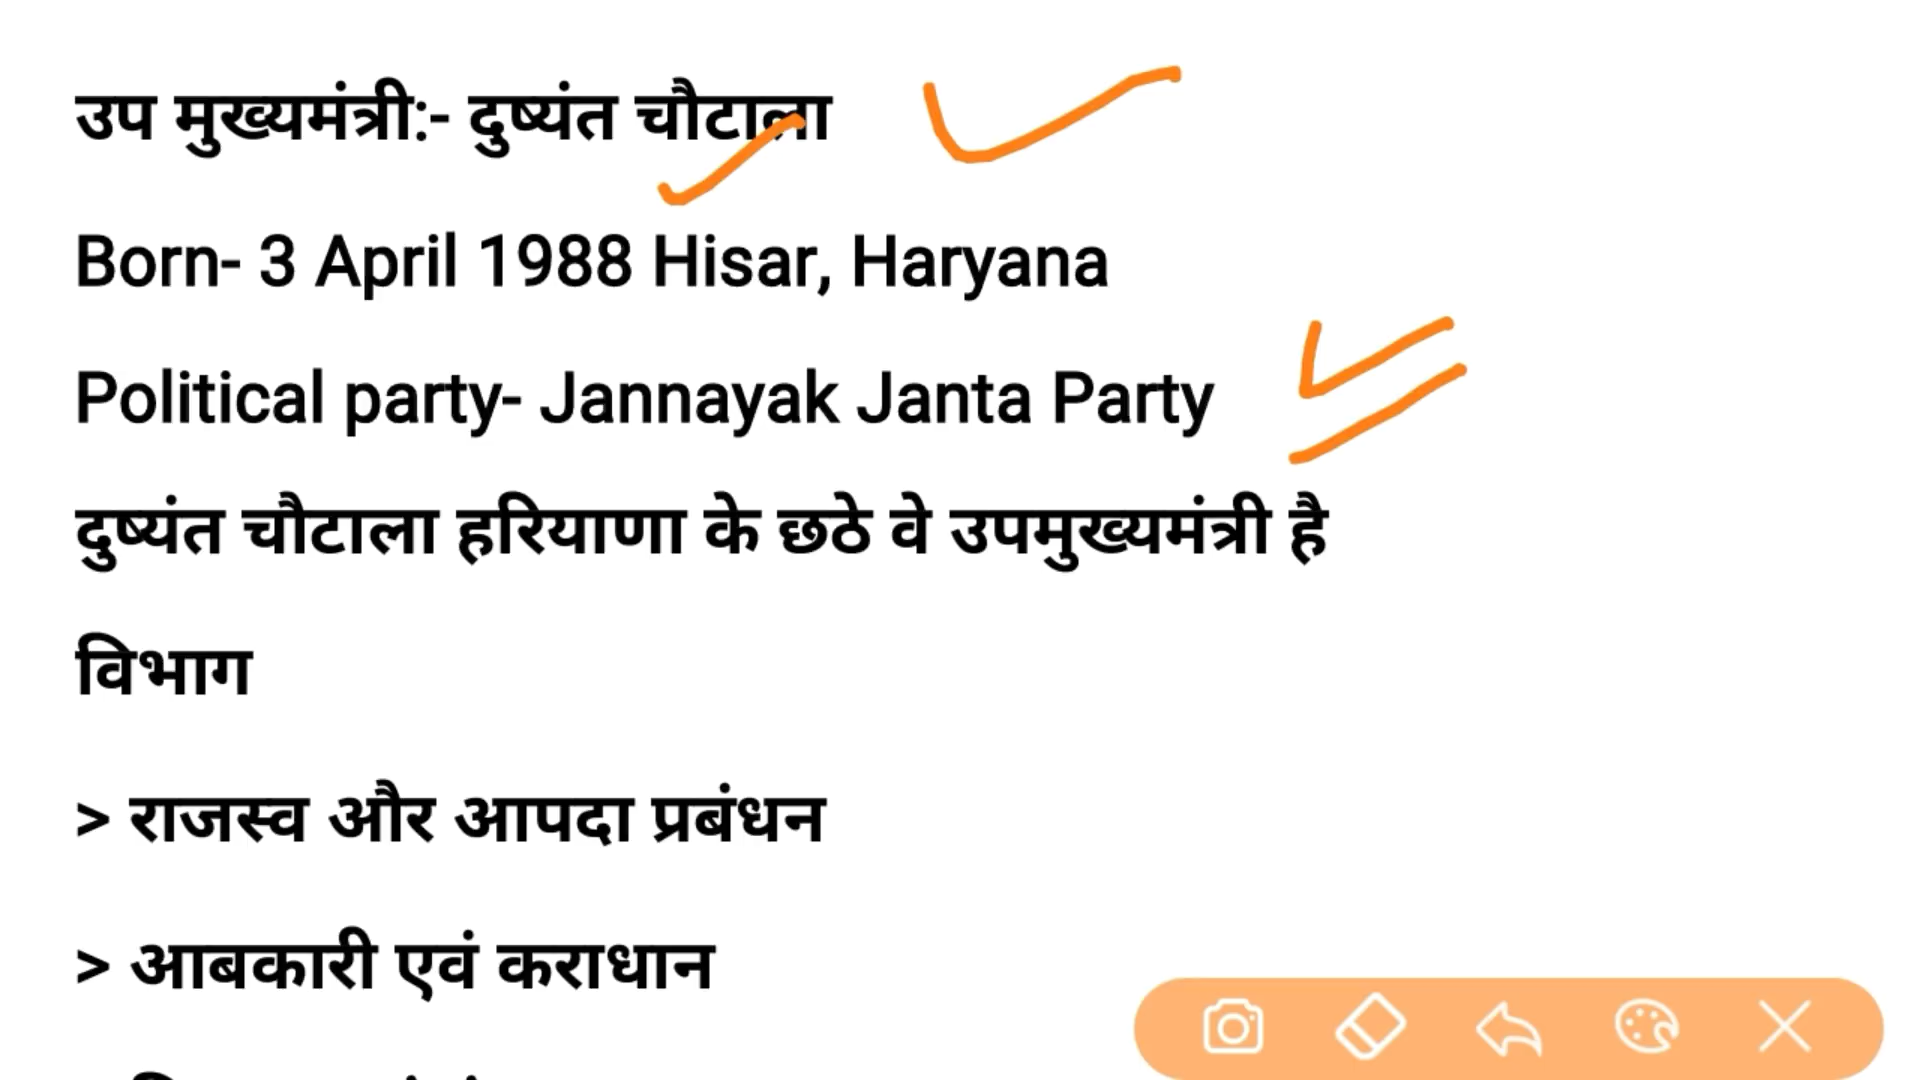 उप मुख्यमंत्री:- दुष्यंत चौटाला
Born- 3 April 1988 Hisar, Haryana
Political party- Jannayak Janta Party
दुष्यंत चौटाला हरियाणा के छठे वे उपमुख्यमंत्री है
विभाग
> राजस्व और आपदा प्रबंधन
> आबकारी एवं कराधान